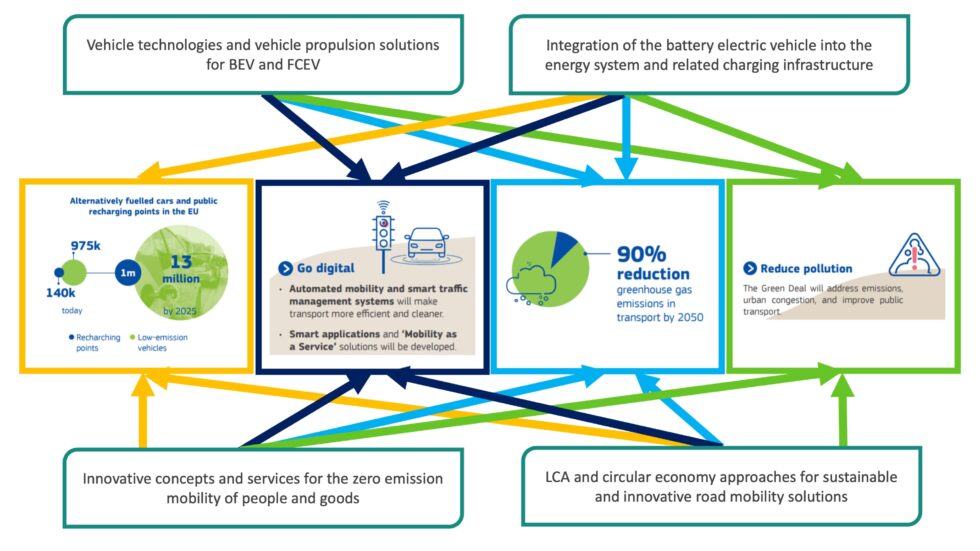 Vehicle technologies and vehicle propulsion solutions
for BEV and FCEV
Integration of the battery electric vehicle into the
energy system and related charging infrastructure
Alternatively fuelled cars and public
recharging points in the EU
975k
140k
today
1m
13
million
by 2025
Recharching
points
Low-emission
vehicles
Go digital
• Automated mobility and smart traffic
management systems will make
transport more efficient and cleaner.
• Smart applications and ‘Mobility as
a Service’ solutions will be developed.
90%
reduction
greenhouse gas
emissions in
transport by 2050
Reduce pollution
The Green Deal will address emissions,
urban congestion, and improve public
transport.
Innovative concepts and services for the zero emission
mobility of people and goods
LCA and circular economy approaches for sustainable
and innovative road mobility solutions